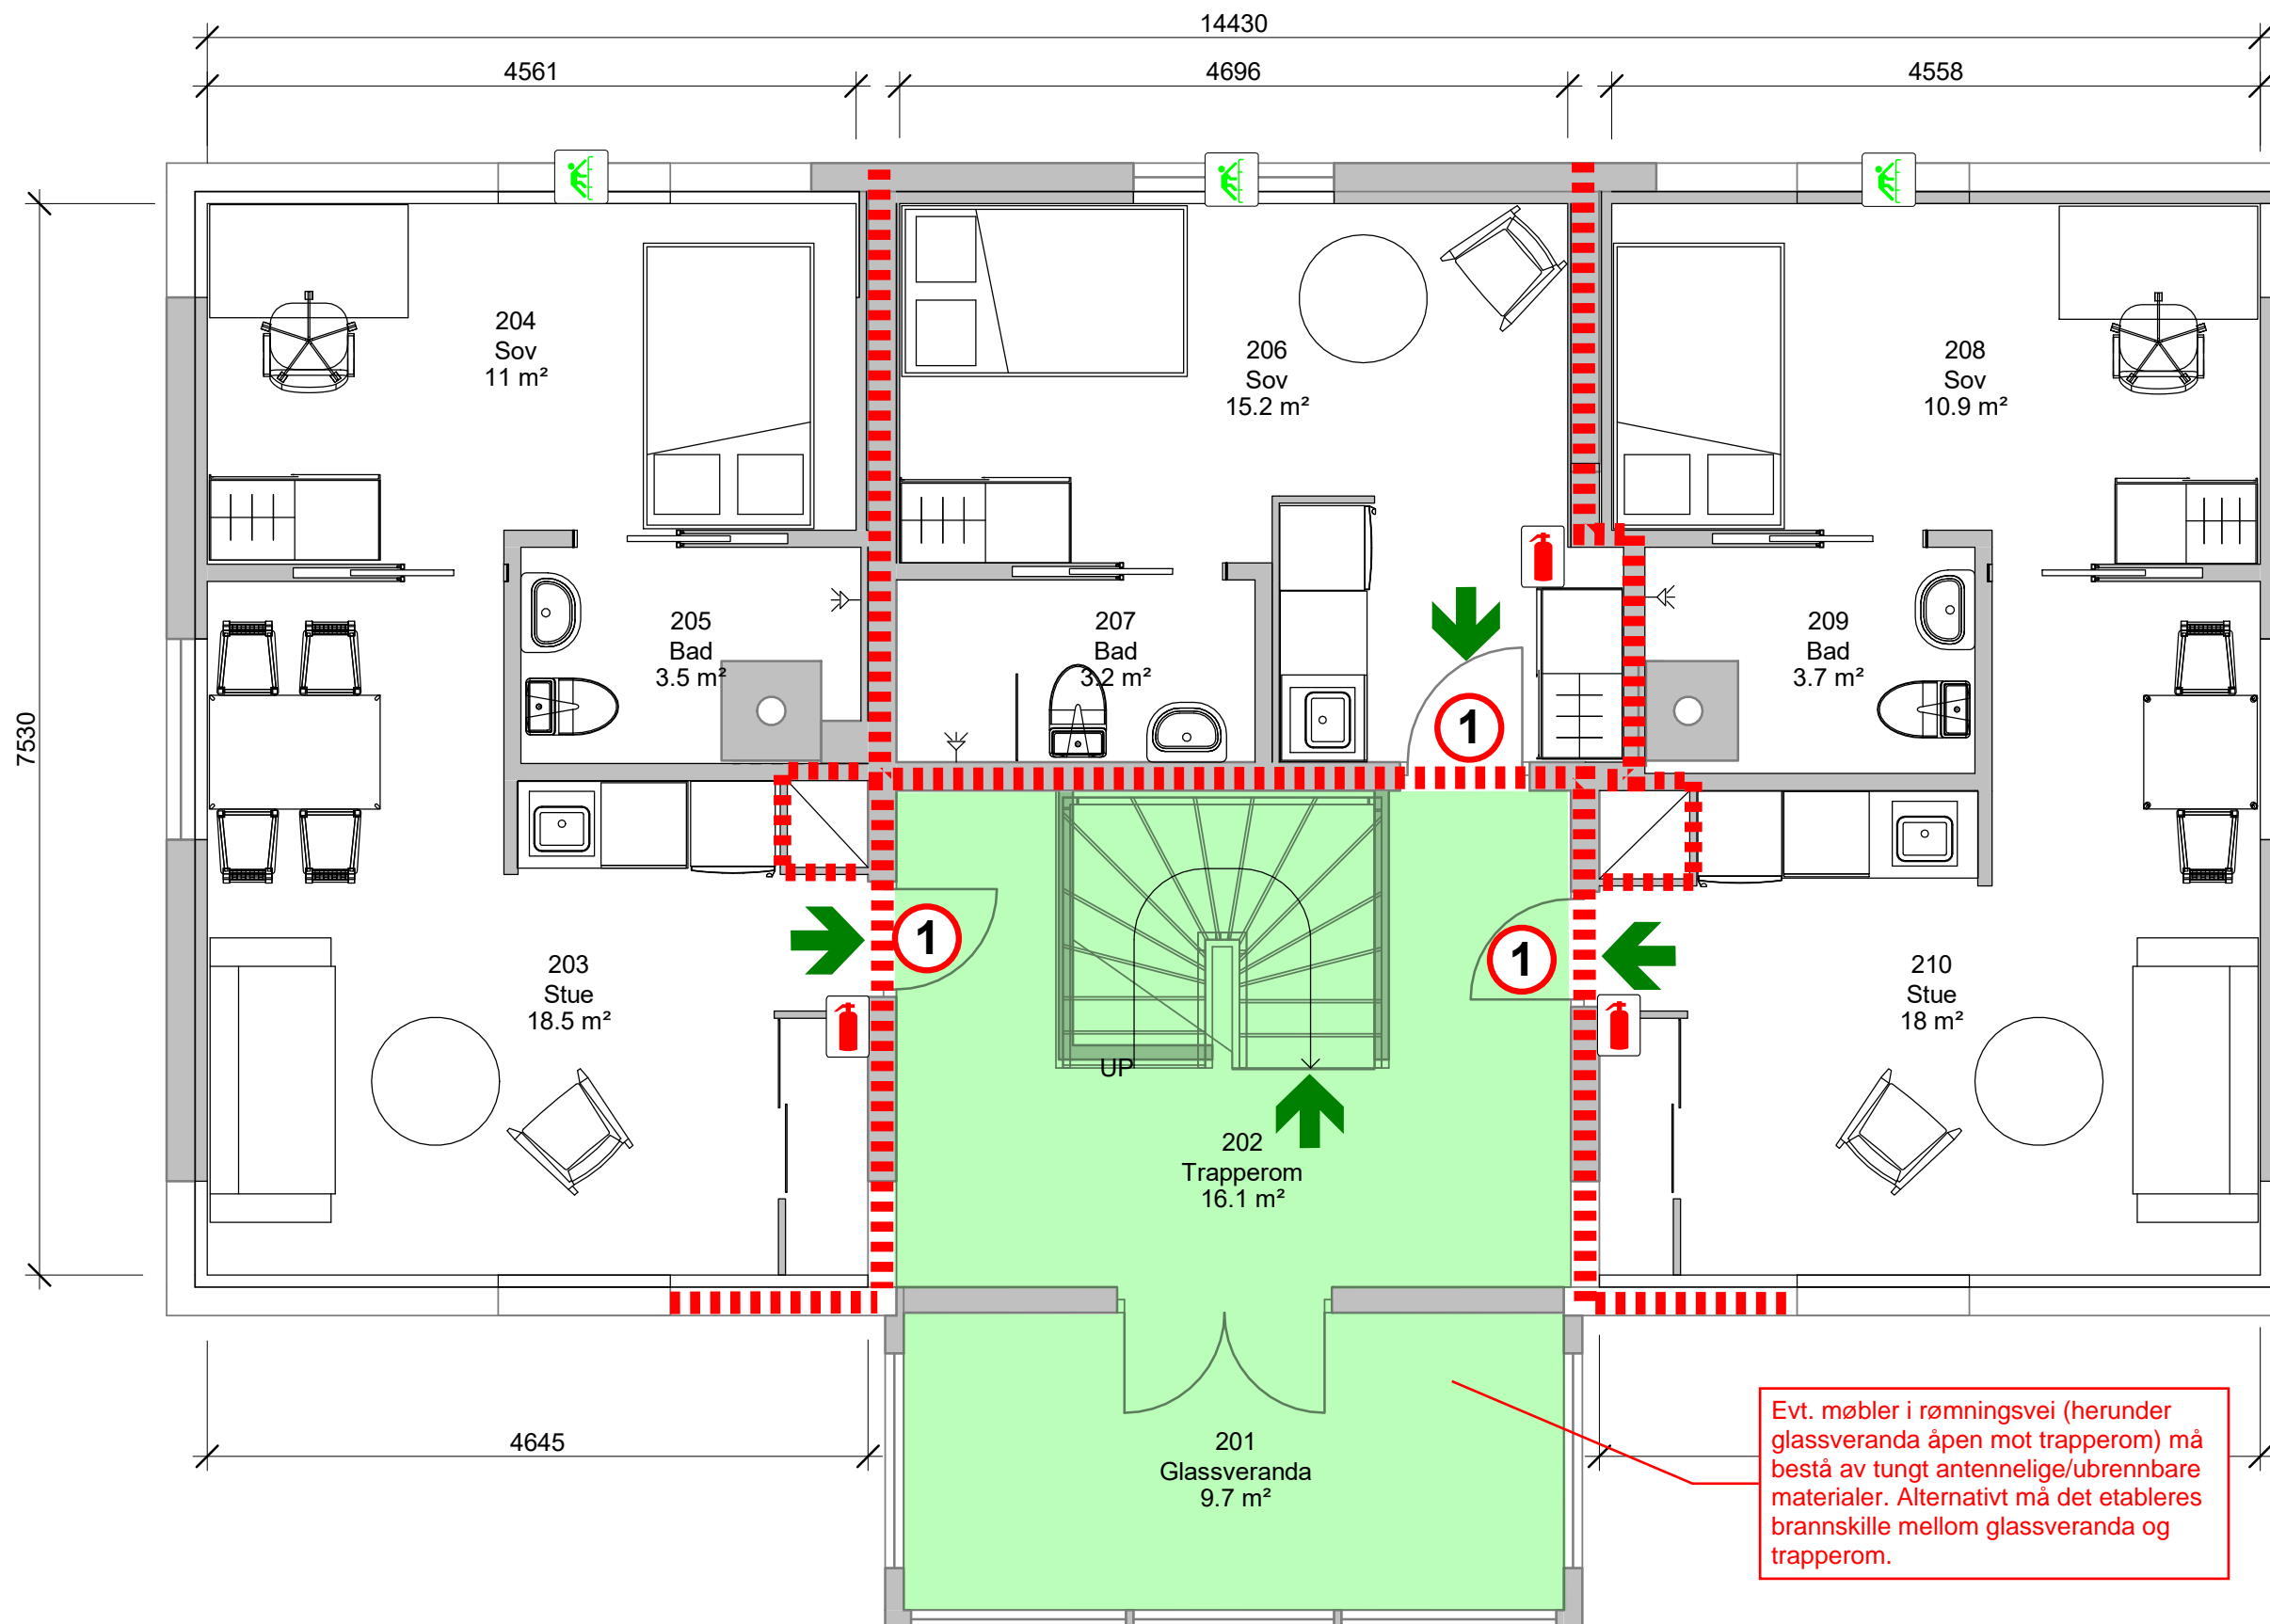 14430
4561
4696
4558
7530
204
Sov
11 m²
206
Sov
15.2 m²
208
Sov
10.9 m²
205
Bad
3.5 m²
207
Bad
3.2 m²
209
Bad
3.7 m²
1
1
1
203
Stue
18.5 m²
210
Stue
18 m²
UP
202
Trapperom
16.1 m²
201
Glassveranda
9.7 m²
4645
Evt. møbler i rømningsvei (herunder
glassveranda åpen mot trapperom) må
bestå av tungt antennelige/ubrennbare
materialer. Alternativt må det etableres
brannskille mellom glassveranda og
trapperom.